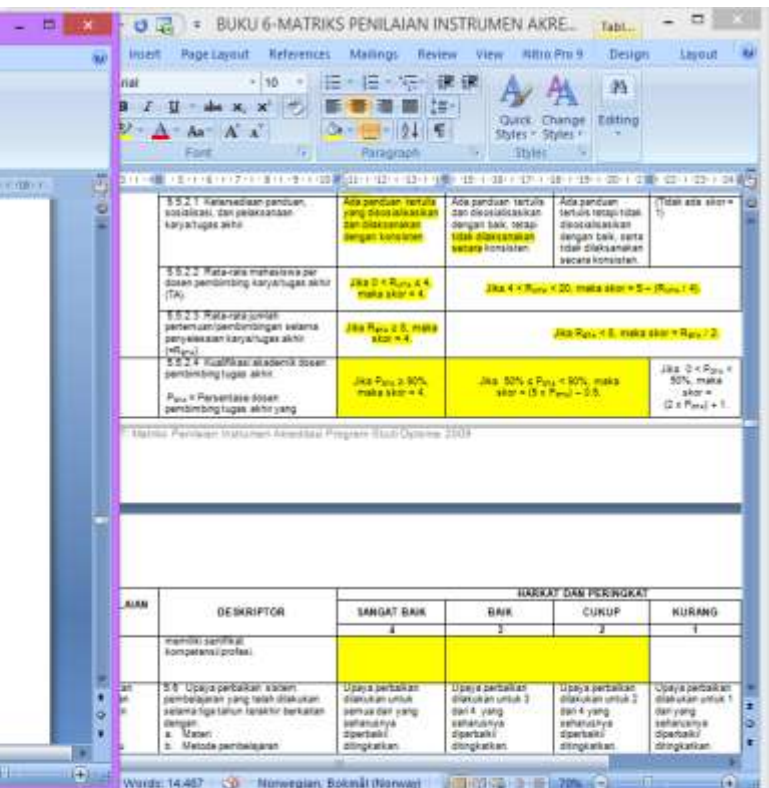 BUKU 6-MATRIKS PENILAIAN INSTRUMEN AKRE...
Tabl...
Insert Page Layout References Mailings Review View Nitro Pro 9 Design Layout
10
Quick Styles
Change Styles
Editing
Font
Paragraph
Styles
5.5.2.1 Ketersediaan panduan, sosialisasi, dan pelaksanaan karya/tugas akhir
Ada panduan tertulis yang disosialisasikan dan dilaksanakan dengan konsisten.
Ada panduan tertulis dan disosialisasikan dengan baik, tetapi tidak dilaksanakan secara konsisten.
Ada panduan tertulis tetapi tidak disosialisasikan dengan baik, serta tidak dilaksanakan secara konsisten.
(Tidak ada skor = 1)
5.5.2.2 Rata-rata mahasiswa per dosen pembimbing karya/tugas akhir (TA).
maka skor = 4.
5.5.2.3 Rata-rata jumlah pertemuan/pembimbingan selama penyelesaian karya/tugas akhir
5.5.2.4 Kualifikasi akademik dosen pembimbing tugas akhir.
= Persentase dosen pembimbing tugas akhir yang
maka skor = 4.
Matriks Penilaian Instrumen Akreditasi Program Studi Diploma 2009
DESKRIPTOR
HARKAT DAN PERINGKAT
SANGAT BAIK
BAIK
CUKUP
KURANG
4
3
2
1
memiliki sertifikat kompetensi/profesi.
5.6 Upaya perbaikan sistem pembelajaran yang telah dilakukan selama tiga tahun terakhir berkaitan dengan:
a. Materi
b. Metode pembelajaran
Upaya perbaikan dilakukan untuk semua dari yang seharusnya diperbaiki/ ditingkatkan.
Upaya perbaikan dilakukan untuk 3 dari 4 yang seharusnya diperbaiki/ ditingkatkan.
Upaya perbaikan dilakukan untuk 2 dari 4 yang seharusnya diperbaiki/ ditingkatkan.
Upaya perbaikan dilakukan untuk 1 dari yang seharusnya diperbaiki/ ditingkatkan.
Words: 14.467
Norwegian, Bokmål (Norway)
70%